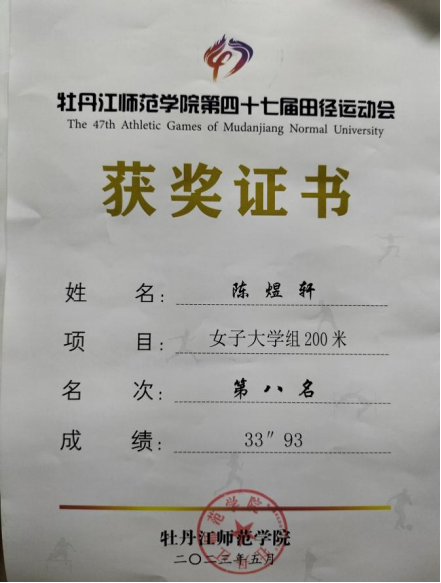 牡丹江师范学院第四十七届田径运动会
The 47th Athletic Games of Mudanjiang Normal University
获奖证书
姓 名: 陈煜轩
项 目: 女子大学组200米
名 次: 第八名
成 绩: 33″93
牡丹江师范学院
二〇二三年五月